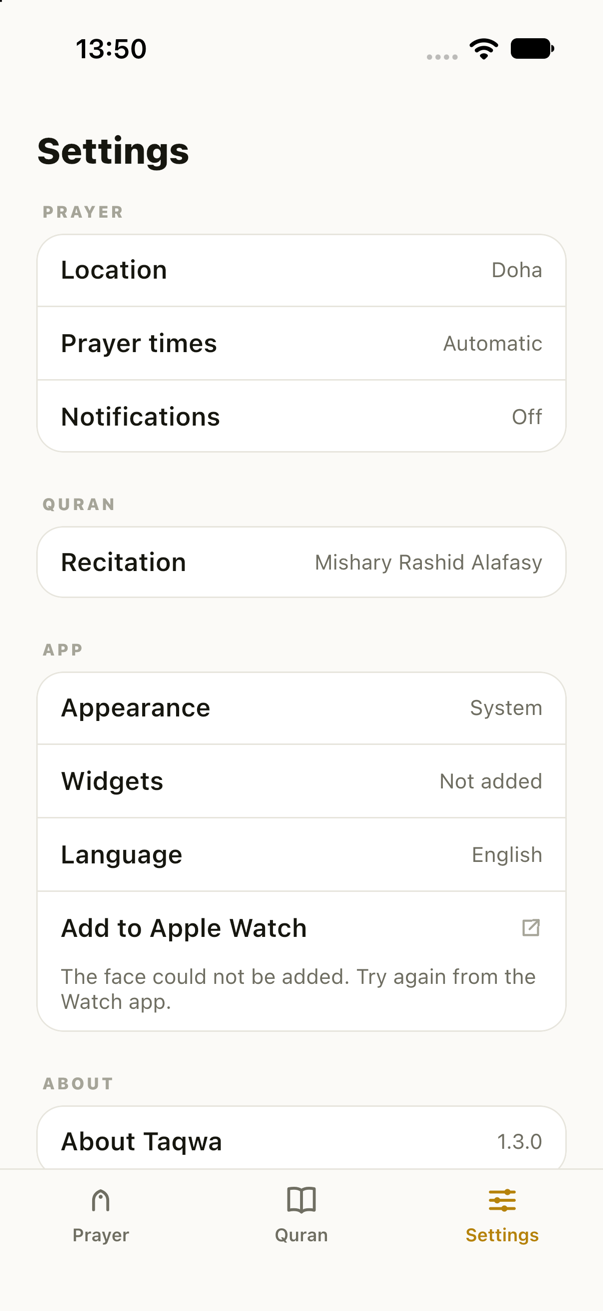 13:50
Settings
PRAYER
Location Doha
Prayer times Automatic
Notifications Off
QURAN
Recitation Mishary Rashid Alafasy
APP
Appearance System
Widgets Not added
Language English
Add to Apple Watch
The face could not be added. Try again from the
Watch app.
ABOUT
About Taqwa 1.3.0
Prayer Quran Settings